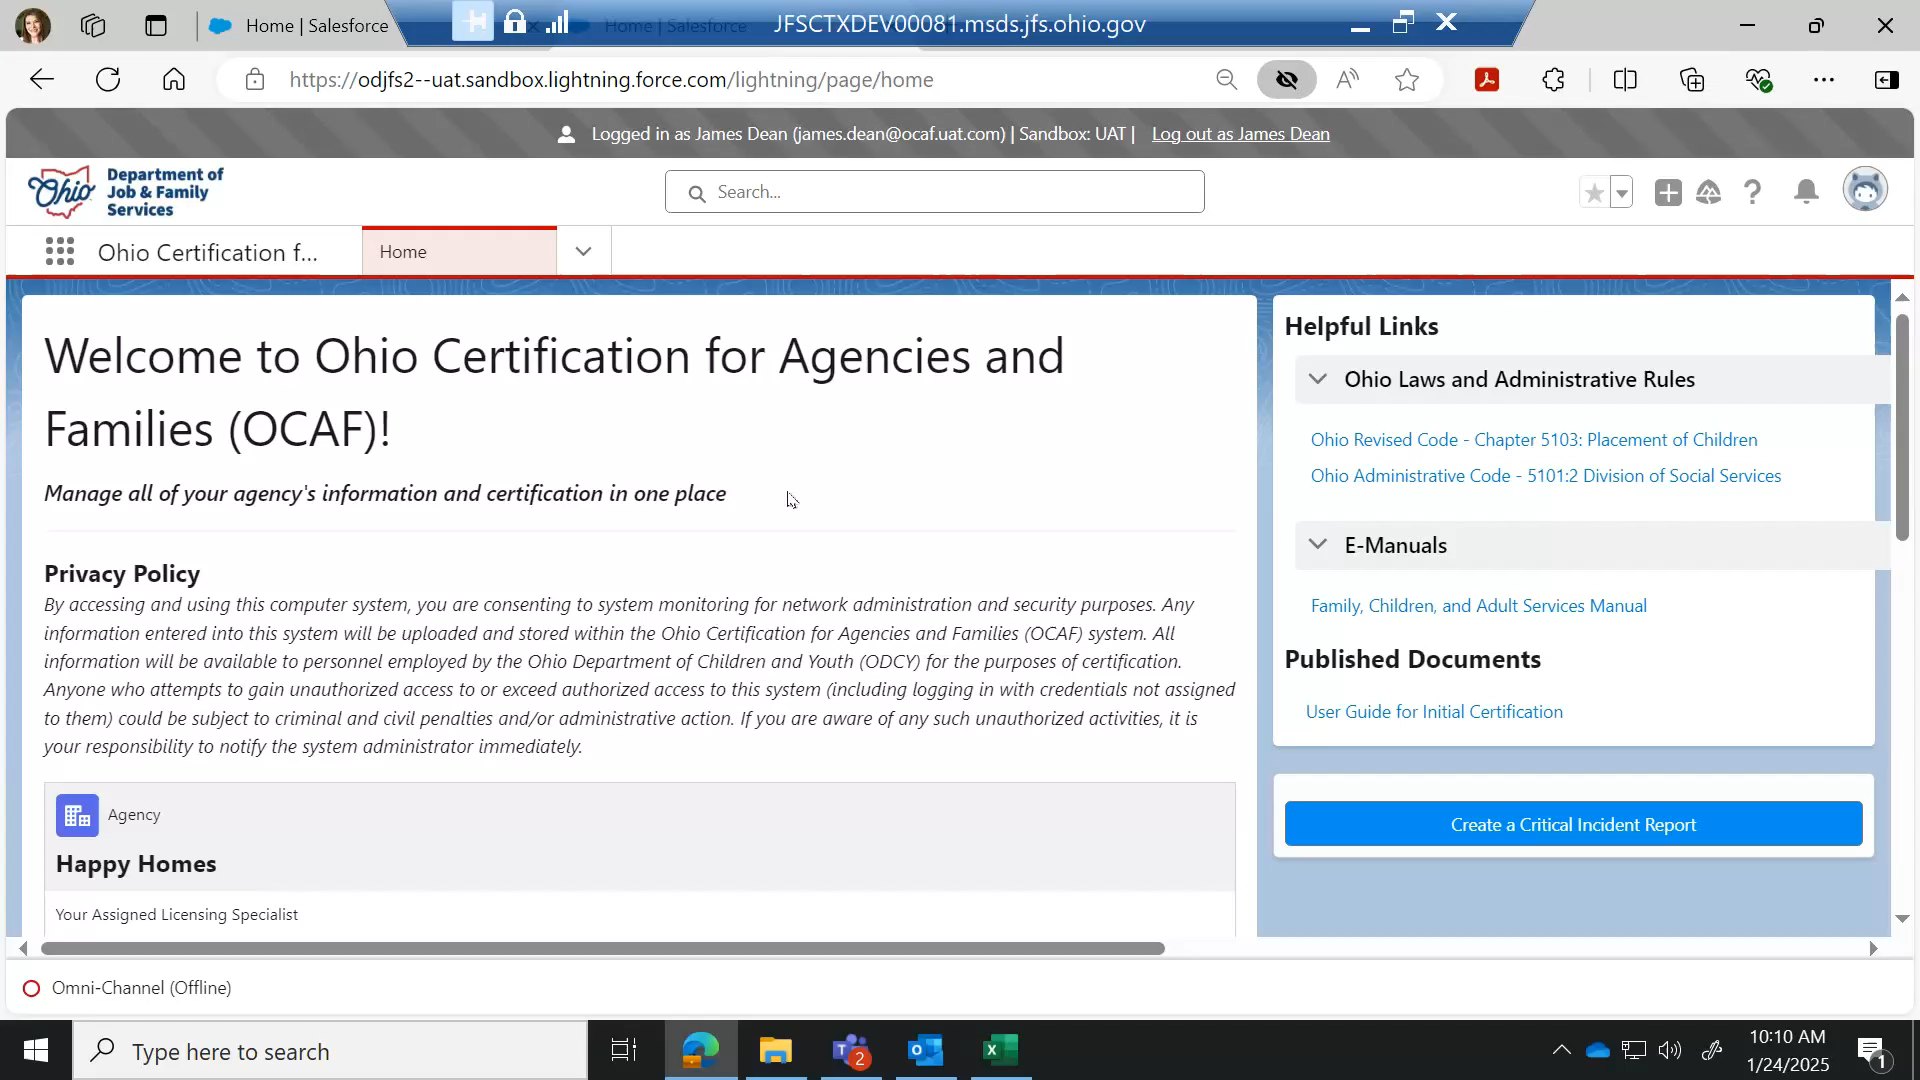 Home | Salesforce
Home | Salesforce
JFSCTXDEV00081.msds.jfs.ohio.gov
https://odjfs2--uat.sandbox.lightning.force.com/lightning/page/home
Logged in as James Dean (james.dean@ocaf.uat.com) | Sandbox: UAT | Log out as James Dean
Ohio
Department of
Job & Family
Services
Search...
Ohio Certification f...
Home
Welcome to Ohio Certification for Agencies and
Families (OCAF)!
Manage all of your agency's information and certification in one place
Privacy Policy
By accessing and using this computer system, you are consenting to system monitoring for network administration and security purposes. Any
information entered into this system will be uploaded and stored within the Ohio Certification for Agencies and Families (OCAF) system. All
information will be available to personnel employed by the Ohio Department of Children and Youth (ODCY) for the purposes of certification.
Anyone who attempts to gain unauthorized access to or exceed authorized access to this system (including logging in with credentials not assigned
to them) could be subject to criminal and civil penalties and/or administrative action. If you are aware of any such unauthorized activities, it is
your responsibility to notify the system administrator immediately.
Agency
Happy Homes
Your Assigned Licensing Specialist
Helpful Links
Ohio Laws and Administrative Rules
Ohio Revised Code - Chapter 5103: Placement of Children
Ohio Administrative Code - 5101:2 Division of Social Services
E-Manuals
Family, Children, and Adult Services Manual
Published Documents
User Guide for Initial Certification
Create a Critical Incident Report
Omni-Channel (Offline)
Type here to search
2
10:10 AM
1/24/2025
1